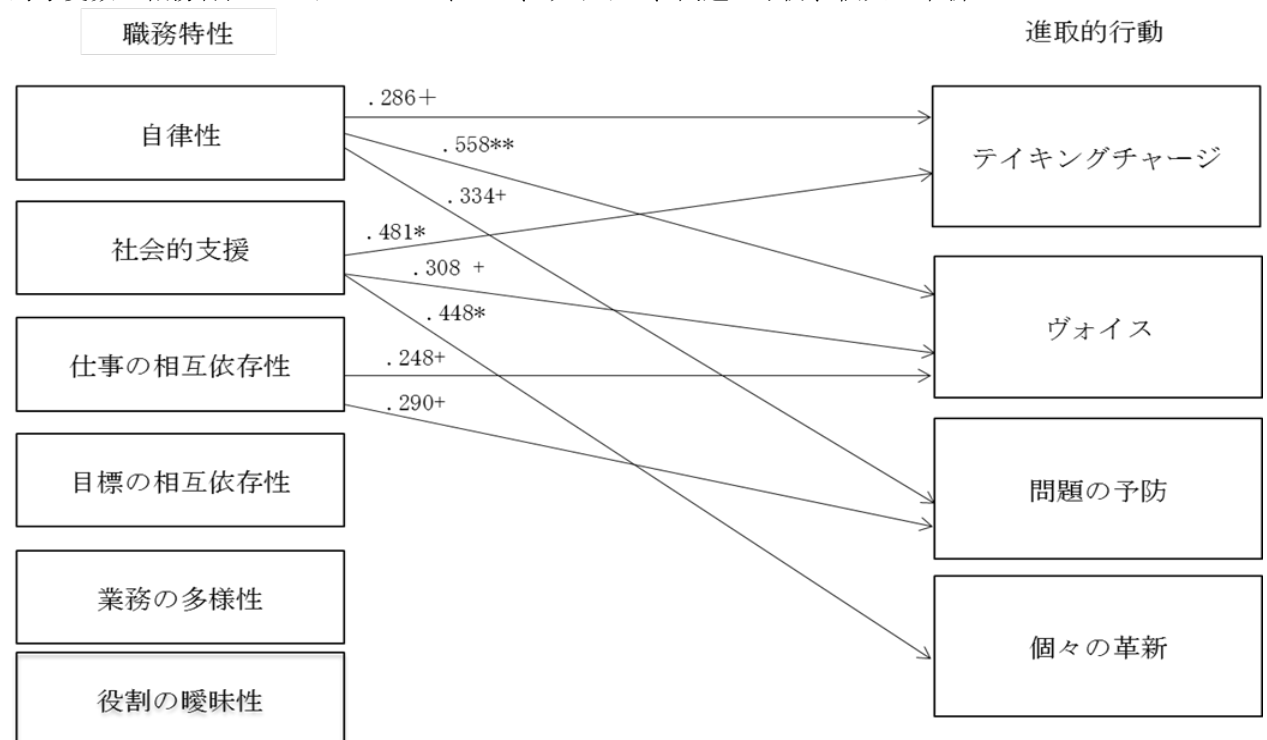 職務特性
進取的行動
自律性
社会的支援
仕事の相互依存性
目標の相互依存性
業務の多様性
役割の曖昧性
.286＋
.558**
.334+
.481*
.308 +
.448*
.248+
.290+
テイキングチャージ
ヴォイス
問題の予防
個々の革新